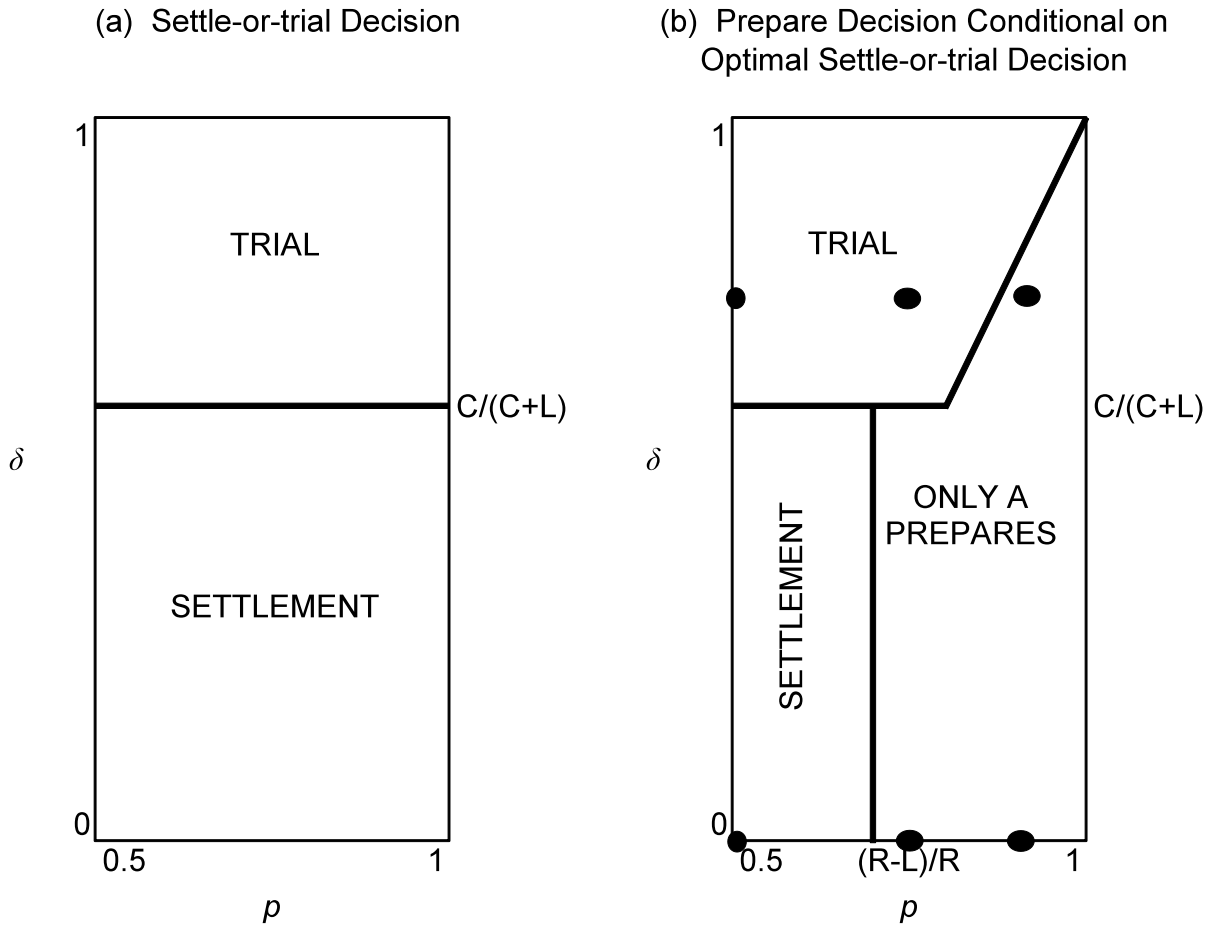 (a) Settle-or-trial Decision
1
TRIAL
C/(C+L)
δ
SETTLEMENT
0
0.5
1
p
(b) Prepare Decision Conditional on
Optimal Settle-or-trial Decision
1
TRIAL
C/(C+L)
δ
ONLY A
PREPARES
SETTLEMENT
0
0.5
(R-L)/R
1
p